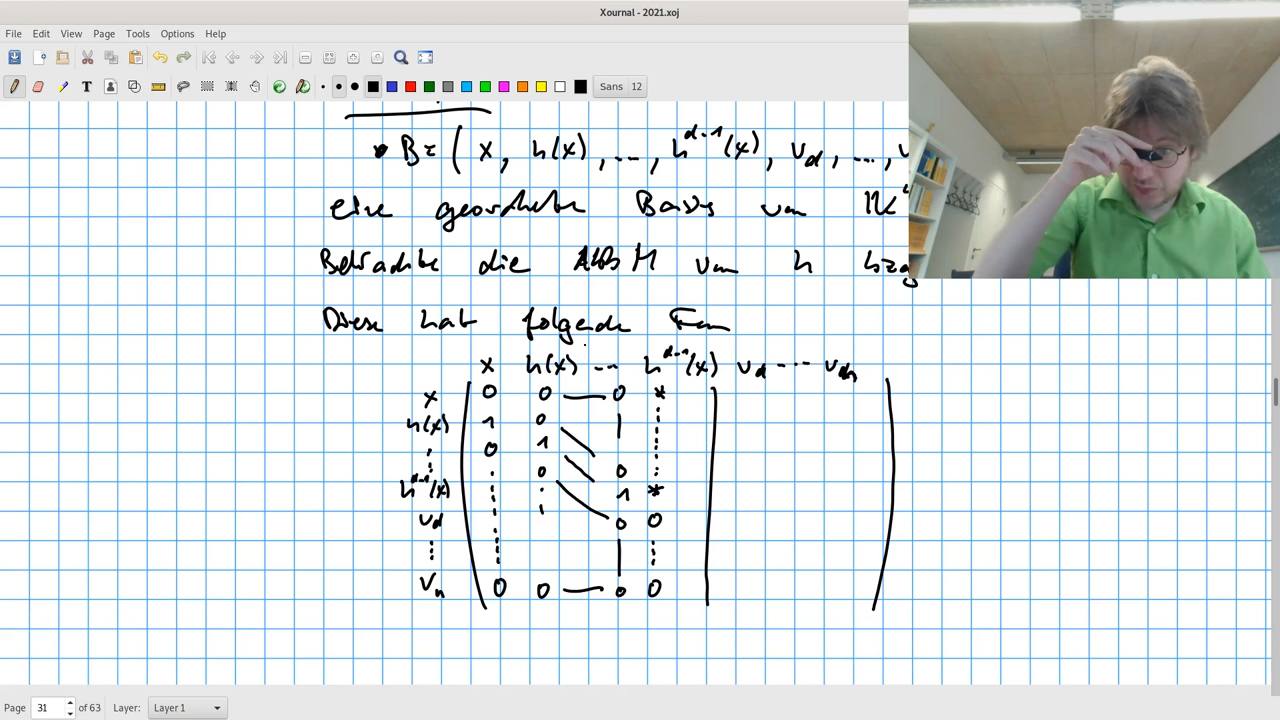 Xournal - 2021.xoj
File Edit View Page Tools Options Help
Sans 12
• B = ( x, h(x), ..., h^{d-1}(x), v_d, ..., v
eine geordnete Basis von K
Betrachte die ABM von h bzg
Diese hat folgende Form
x h(x) ... h^{d-1}(x) v_d ... v_n
x 0 0 — 0 *
h(x) 1 0
0 1
0 0
h^{d-1}(x) 1 *
v_d 0 0
v_n 0 0 — 0 0
Page 31 of 63 Layer: Layer 1